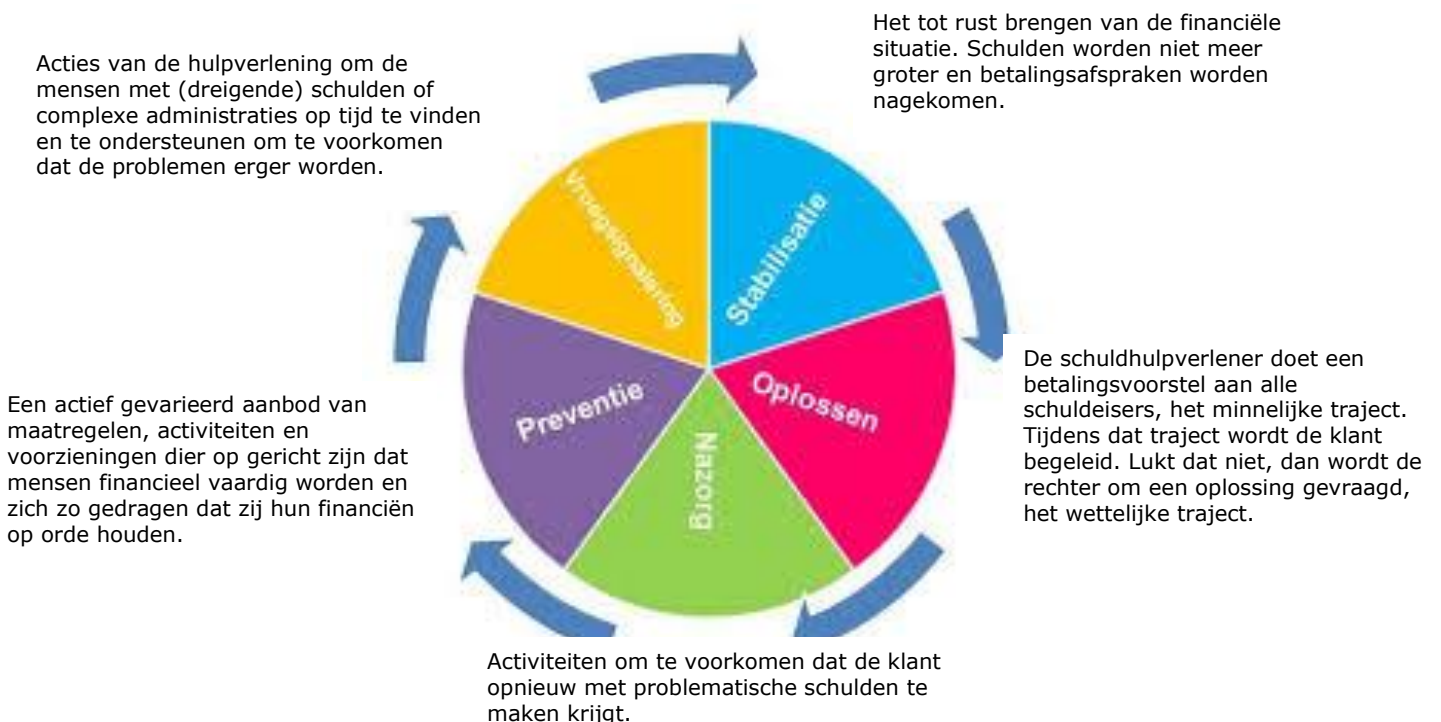 Acties van de hulpverlening om de
mensen met (dreigende) schulden of
complexe administraties op tijd te vinden
en te ondersteunen om te voorkomen
dat de problemen erger worden.
Het tot rust brengen van de financiële
situatie. Schulden worden niet meer
groter en betalingsafspraken worden
nagekomen.
Vroegsignalering
Stabilisatie
Preventie
Oplossen
Nazorg
Een actief gevarieerd aanbod van
maatregelen, activiteiten en
voorzieningen dier op gericht zijn dat
mensen financieel vaardig worden en
zich zo gedragen dat zij hun financiën
op orde houden.
De schuldhulpverlener doet een
betalingsvoorstel aan alle
schuldeisers, het minnelijke traject.
Tijdens dat traject wordt de klant
begeleid. Lukt dat niet, dan wordt de
rechter om een oplossing gevraagd,
het wettelijke traject.
Activiteiten om te voorkomen dat de klant
opnieuw met problematische schulden te
maken krijgt.